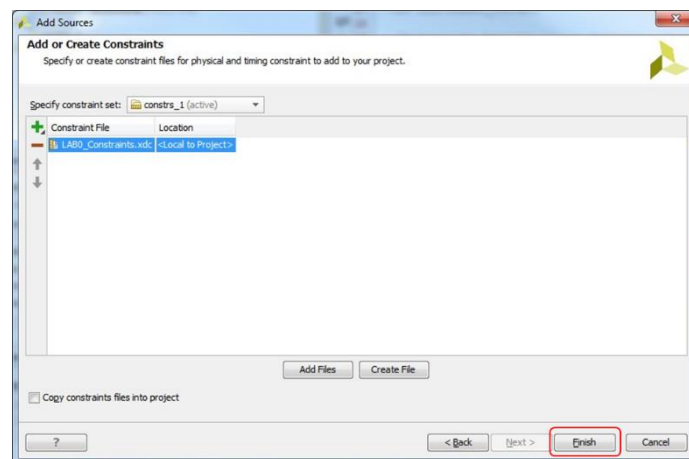 Add Sources
Add or Create Constraints
Specify or create constraint files for physical and timing constraint to add to your project.
Specify constraint set: constrs_1 (active)
Constraint File Location
LAB0_Constraints.xdc <Local to Project>
Add Files Create File
Copy constraints files into project
? < Back Next > Finish Cancel